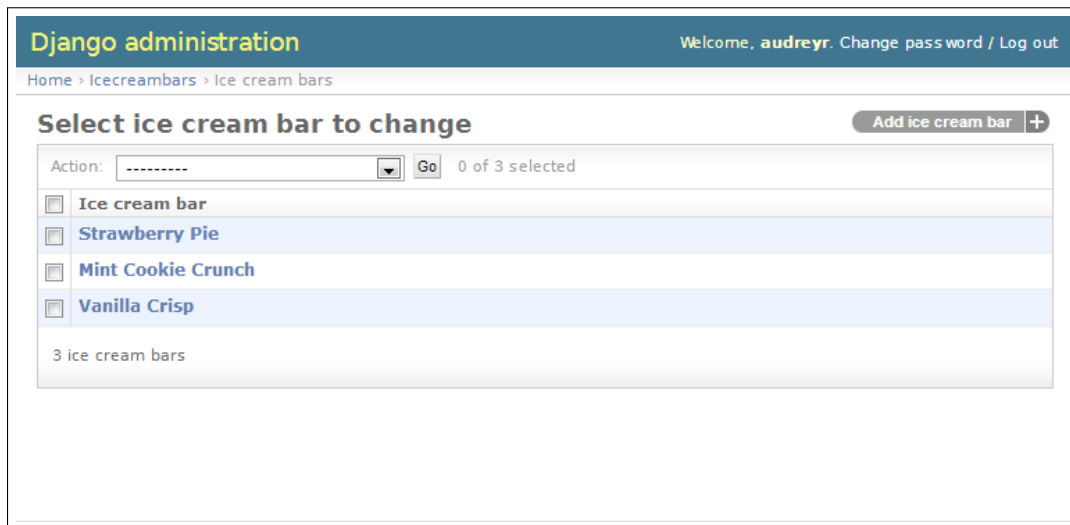 Django administration
Welcome, audreyr. Change password / Log out
Home › Icecreambars › Ice cream bars
Select ice cream bar to change
Add ice cream bar +
Action: --------- Go 0 of 3 selected
Ice cream bar
Strawberry Pie
Mint Cookie Crunch
Vanilla Crisp
3 ice cream bars